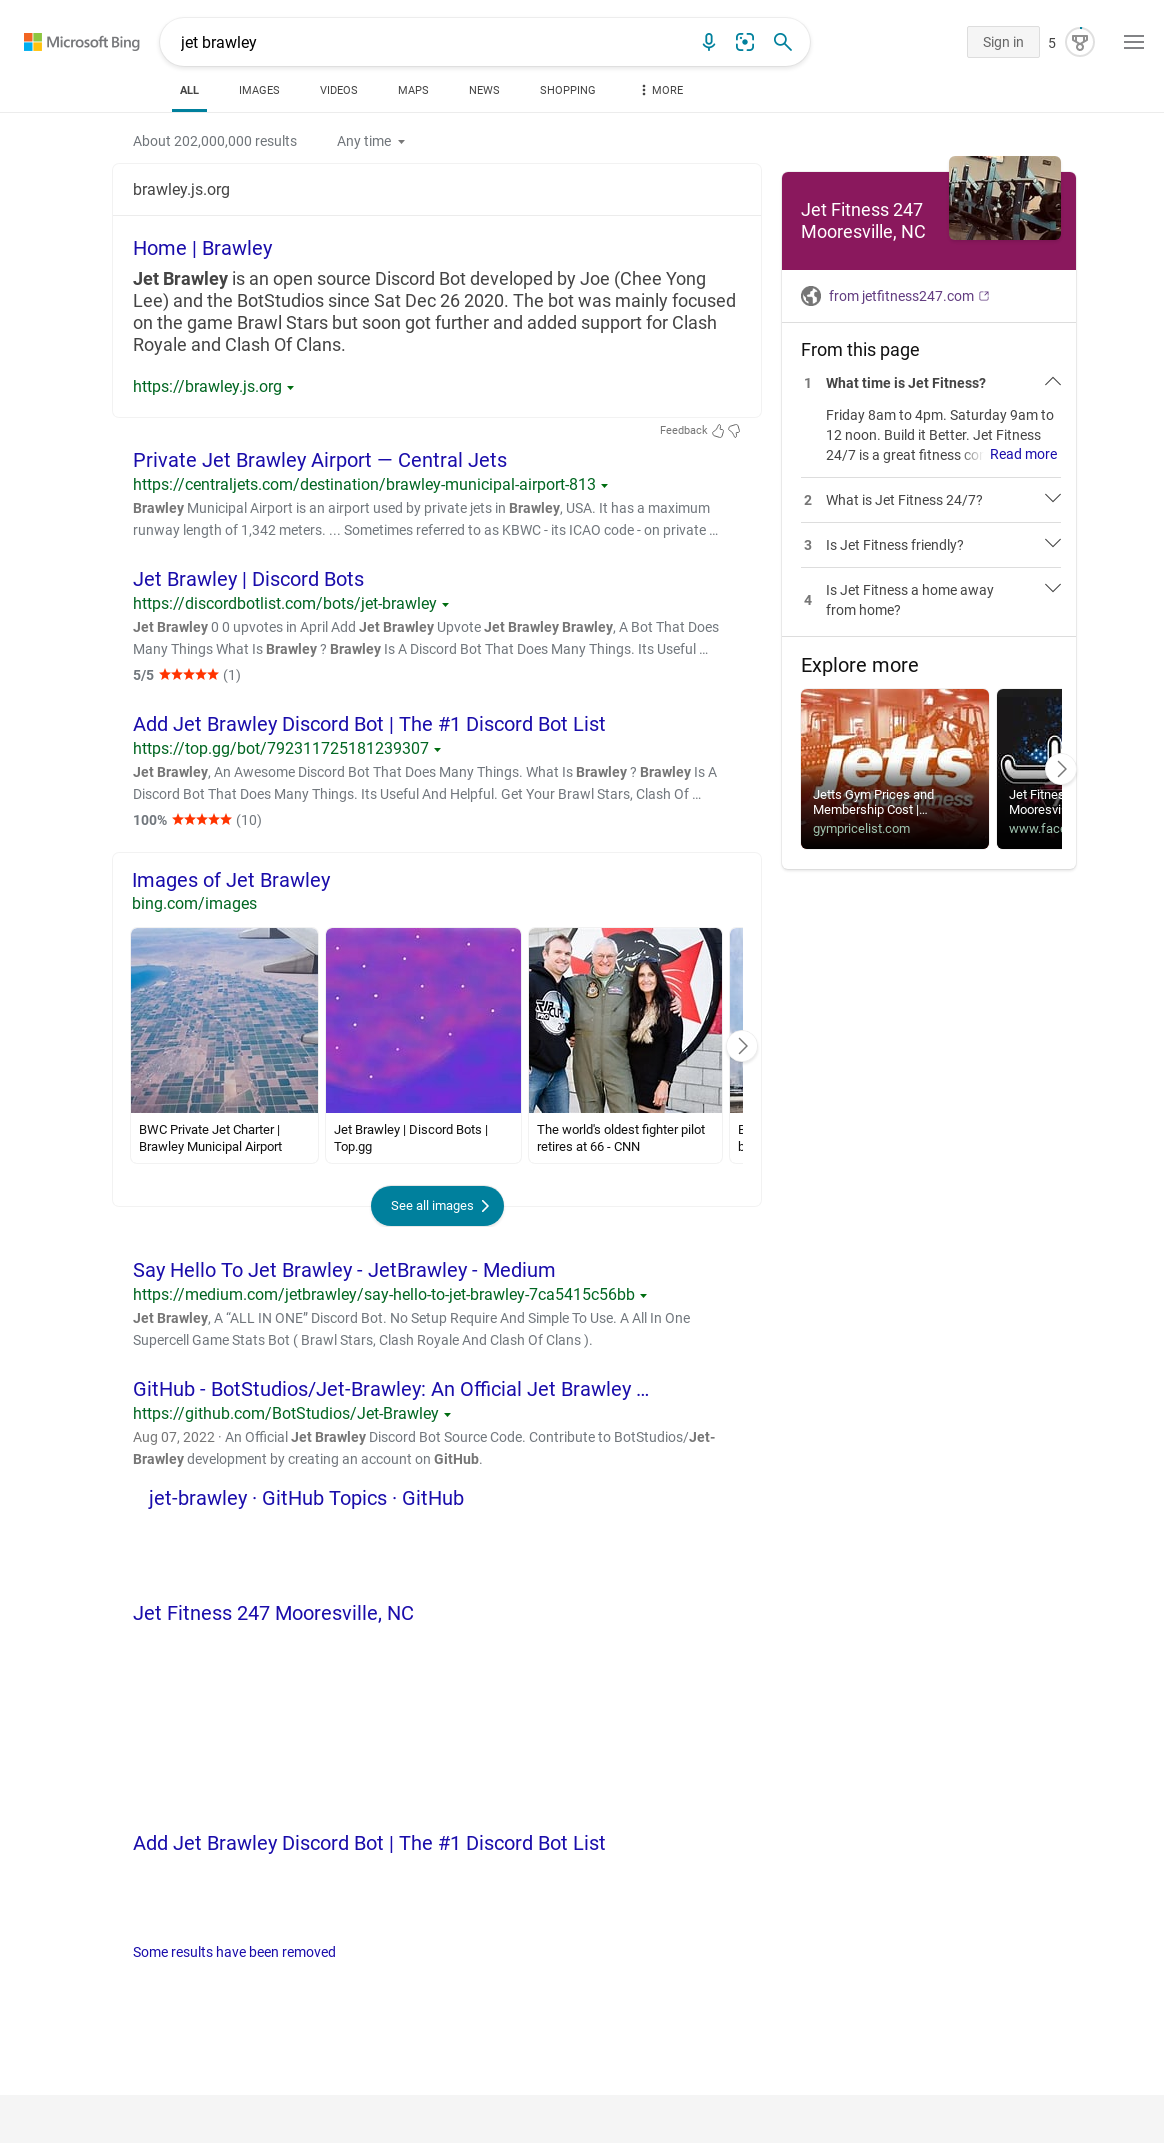 Microsoft Bing
jet brawley
Sign in
5
ALL
IMAGES
VIDEOS
MAPS
NEWS
SHOPPING
MORE
About 202,000,000 results
Any time
brawley.js.org
Home | Brawley
Jet Brawley is an open source Discord Bot developed by Joe (Chee Yong
Lee) and the BotStudios since Sat Dec 26 2020. The bot was mainly focused
on the game Brawl Stars but soon got further and added support for Clash
Royale and Clash Of Clans.
https://brawley.js.org
Feedback
Private Jet Brawley Airport — Central Jets
https://centraljets.com/destination/brawley-municipal-airport-813
Brawley Municipal Airport is an airport used by private jets in Brawley, USA. It has a maximum
runway length of 1,342 meters. ... Sometimes referred to as KBWC - its ICAO code - on private …
Jet Brawley | Discord Bots
https://discordbotlist.com/bots/jet-brawley
Jet Brawley 0 0 upvotes in April Add Jet Brawley Upvote Jet Brawley Brawley, A Bot That Does
Many Things What Is Brawley ? Brawley Is A Discord Bot That Does Many Things. Its Useful …
5/5 (1)
Add Jet Brawley Discord Bot | The #1 Discord Bot List
https://top.gg/bot/792311725181239307
Jet Brawley, An Awesome Discord Bot That Does Many Things. What Is Brawley ? Brawley Is A
Discord Bot That Does Many Things. Its Useful And Helpful. Get Your Brawl Stars, Clash Of …
100% (10)
Images of Jet Brawley
bing.com/images
RIP CURL
PRO
BWC Private Jet Charter |
Brawley Municipal Airport
Jet Brawley | Discord Bots |
Top.gg
The world's oldest fighter pilot
retires at 66 - CNN
See all images
Say Hello To Jet Brawley - JetBrawley - Medium
https://medium.com/jetbrawley/say-hello-to-jet-brawley-7ca5415c56bb
Jet Brawley, A “ALL IN ONE” Discord Bot. No Setup Require And Simple To Use. A All In One
Supercell Game Stats Bot ( Brawl Stars, Clash Royale And Clash Of Clans ).
GitHub - BotStudios/Jet-Brawley: An Official Jet Brawley …
https://github.com/BotStudios/Jet-Brawley
Aug 07, 2022 · An Official Jet Brawley Discord Bot Source Code. Contribute to BotStudios/Jet-
Brawley development by creating an account on GitHub.
jet-brawley · GitHub Topics · GitHub
Jet Fitness 247 Mooresville, NC
Add Jet Brawley Discord Bot | The #1 Discord Bot List
Some results have been removed
Jet Fitness 247
Mooresville, NC
from jetfitness247.com
From this page
1 What time is Jet Fitness?
Friday 8am to 4pm. Saturday 9am to
12 noon. Build it Better. Jet Fitness
24/7 is a great fitness Read more
2 What is Jet Fitness 24/7?
3 Is Jet Fitness friendly?
4 Is Jet Fitness a home away
from home?
Explore more
jetts
24 hour fitness
Jetts Gym Prices and
Membership Cost |…
gympricelist.com
Jet Fitnes
Mooresvi
www.fac